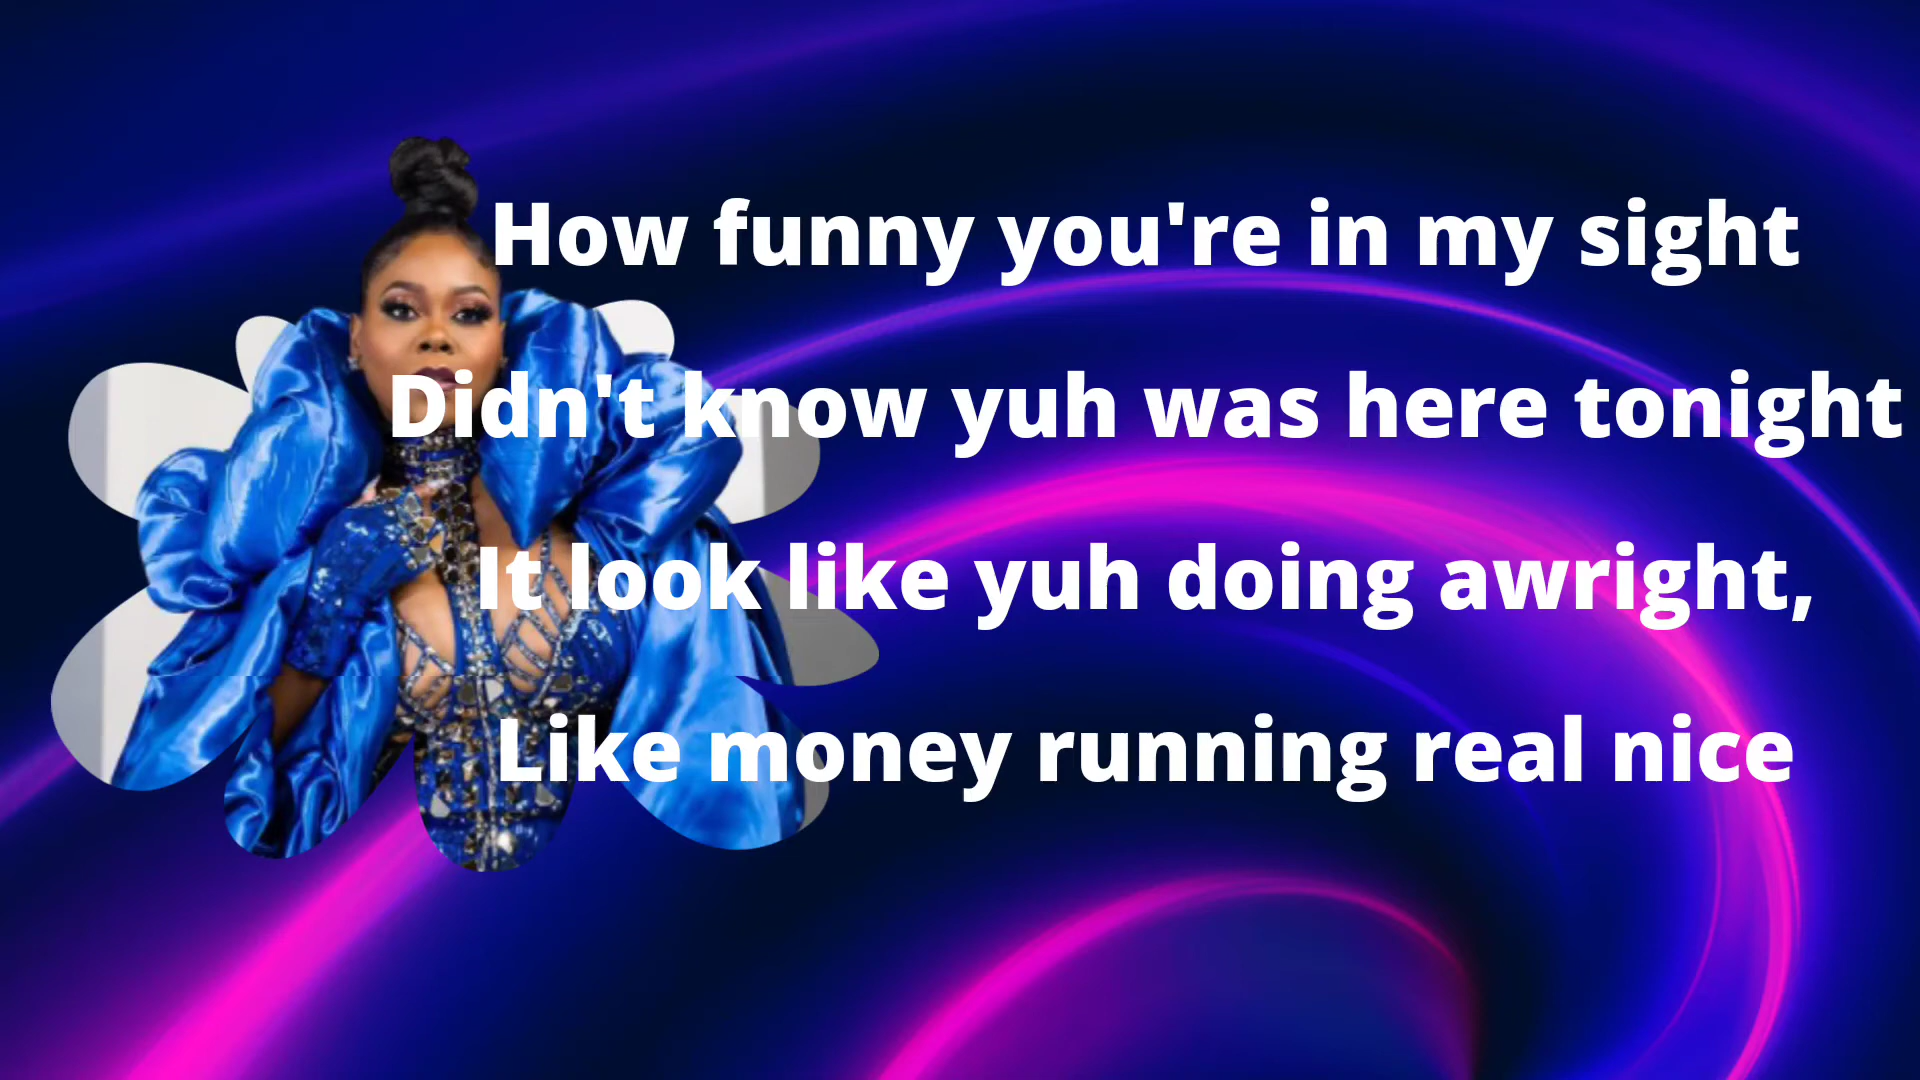 How funny you're in my sight
Didn't know yuh was here tonight
It look like yuh doing awright,
Like money running real nice